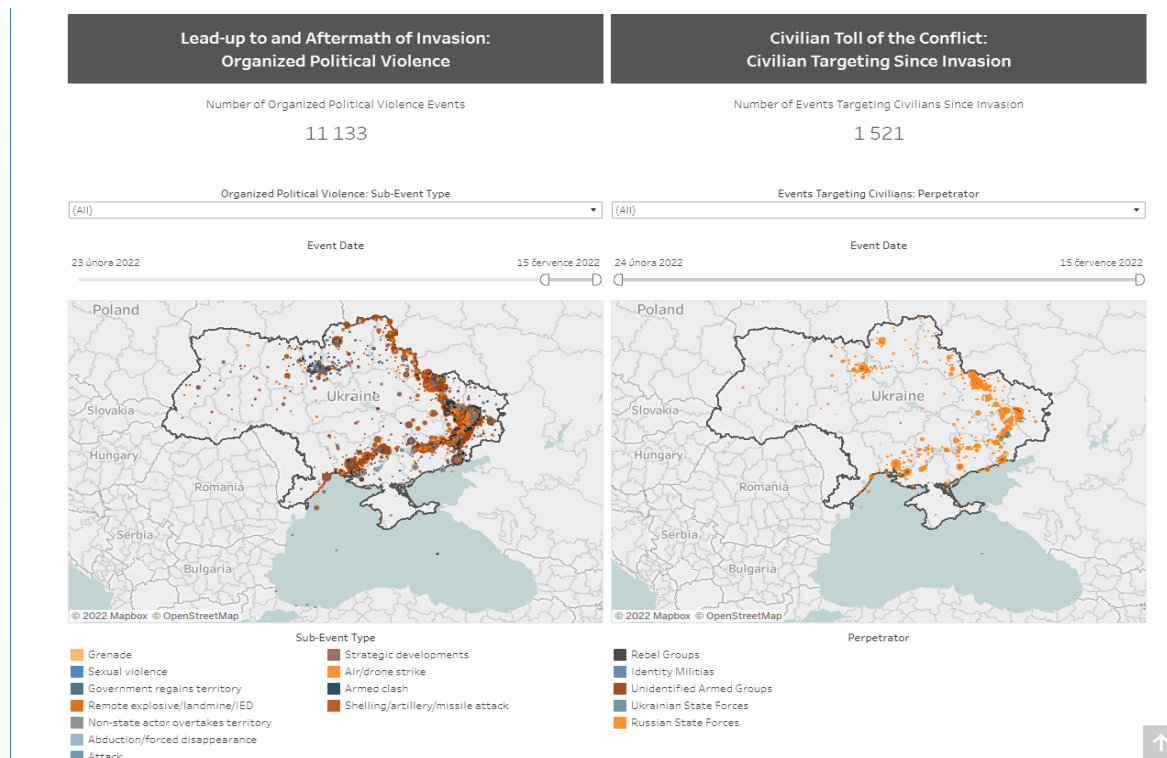 Lead-up to and Aftermath of Invasion:
Organized Political Violence
Number of Organized Political Violence Events
11 133
Organized Political Violence: Sub-Event Type
(All)
Event Date
23 února 2022
15 července 2022
Poland
Slovakia
Ukraine
Hungary
Romania
Serbia
Bulgaria
© 2022 Mapbox © OpenStreetMap
Sub-Event Type
Grenade
Sexual violence
Government regains territory
Remote explosive/landmine/IED
Non-state actor overtakes territory
Abduction/forced disappearance
Attack
Strategic developments
Air/drone strike
Armed clash
Shelling/artillery/missile attack
Civilian Toll of the Conflict:
Civilian Targeting Since Invasion
Number of Events Targeting Civilians Since Invasion
1 521
Events Targeting Civilians: Perpetrator
(All)
Event Date
24 února 2022
15 července 2022
Poland
Slovakia
Ukraine
Hungary
Romania
Serbia
Bulgaria
© 2022 Mapbox © OpenStreetMap
Perpetrator
Rebel Groups
Identity Militias
Unidentified Armed Groups
Ukrainian State Forces
Russian State Forces